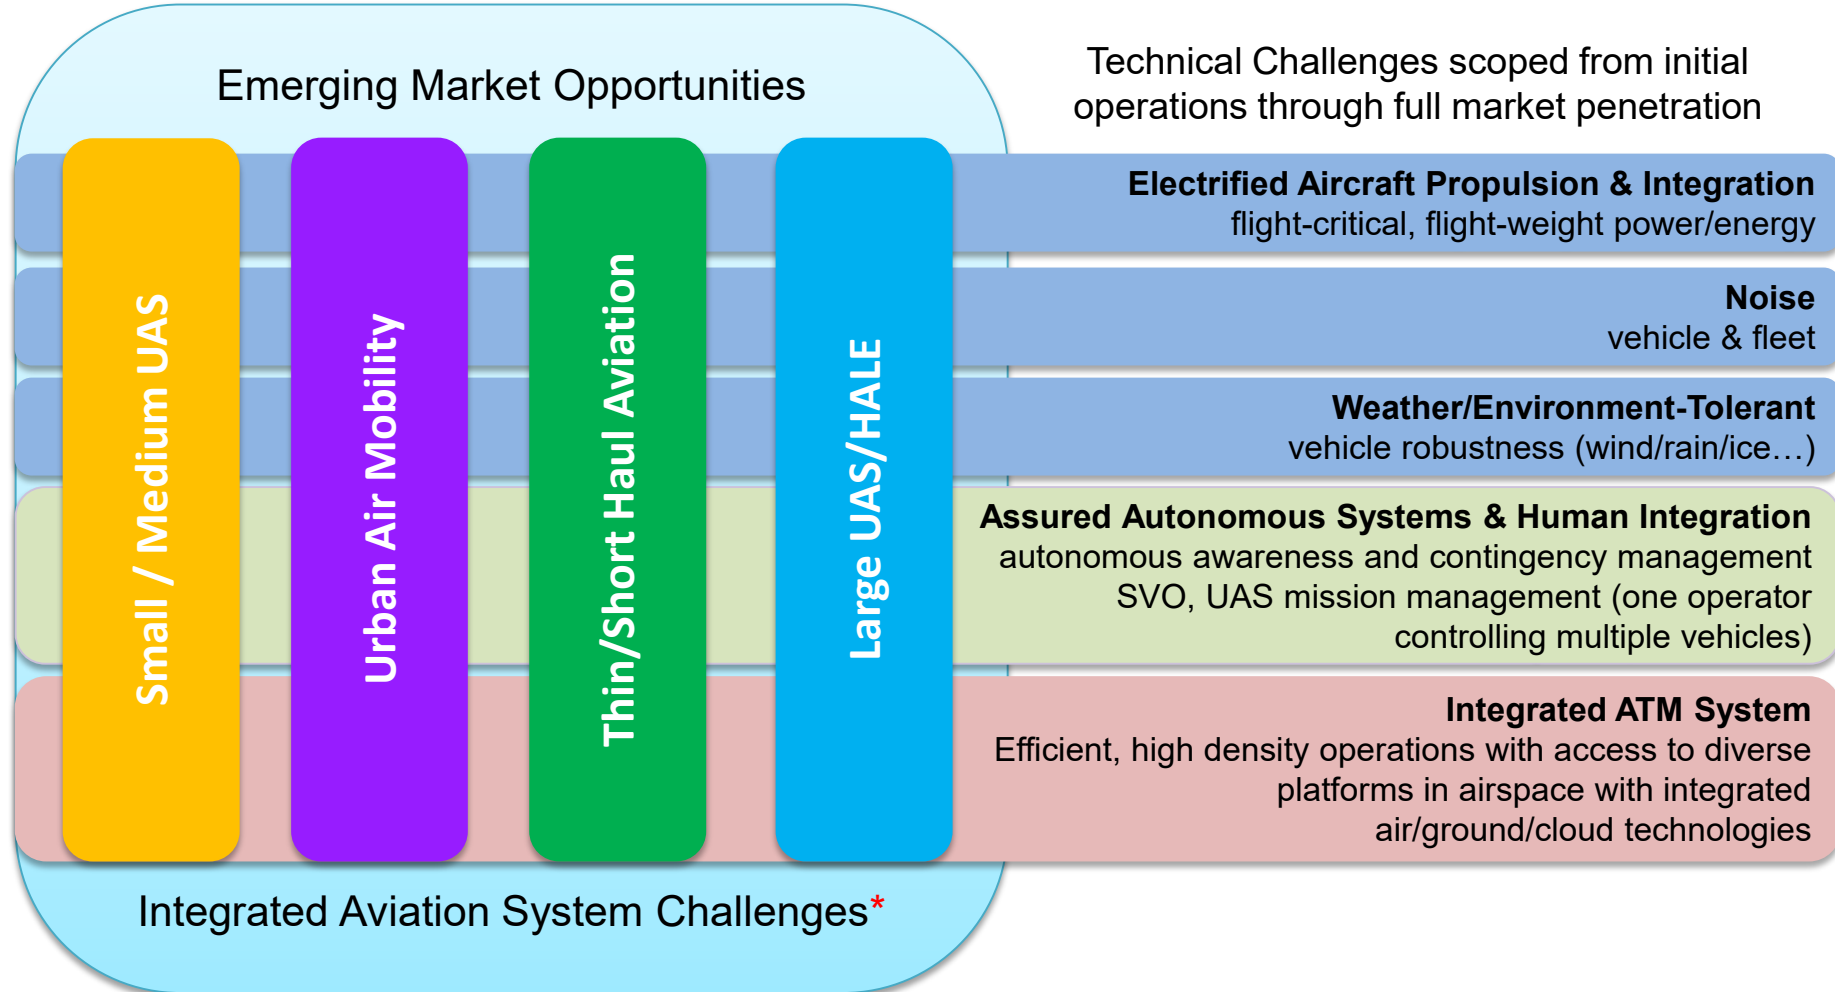 Emerging Market Opportunities
Technical Challenges scoped from initial
operations through full market penetration
Small / Medium UAS
Urban Air Mobility
Thin/Short Haul Aviation
Large UAS/HALE
Electrified Aircraft Propulsion & Integration
flight-critical, flight-weight power/energy
Noise
vehicle & fleet
Weather/Environment-Tolerant
vehicle robustness (wind/rain/ice…)
Assured Autonomous Systems & Human Integration
autonomous awareness and contingency management
SVO, UAS mission management (one operator
controlling multiple vehicles)
Integrated ATM System
Efficient, high density operations with access to diverse
platforms in airspace with integrated
air/ground/cloud technologies
Integrated Aviation System Challenges*